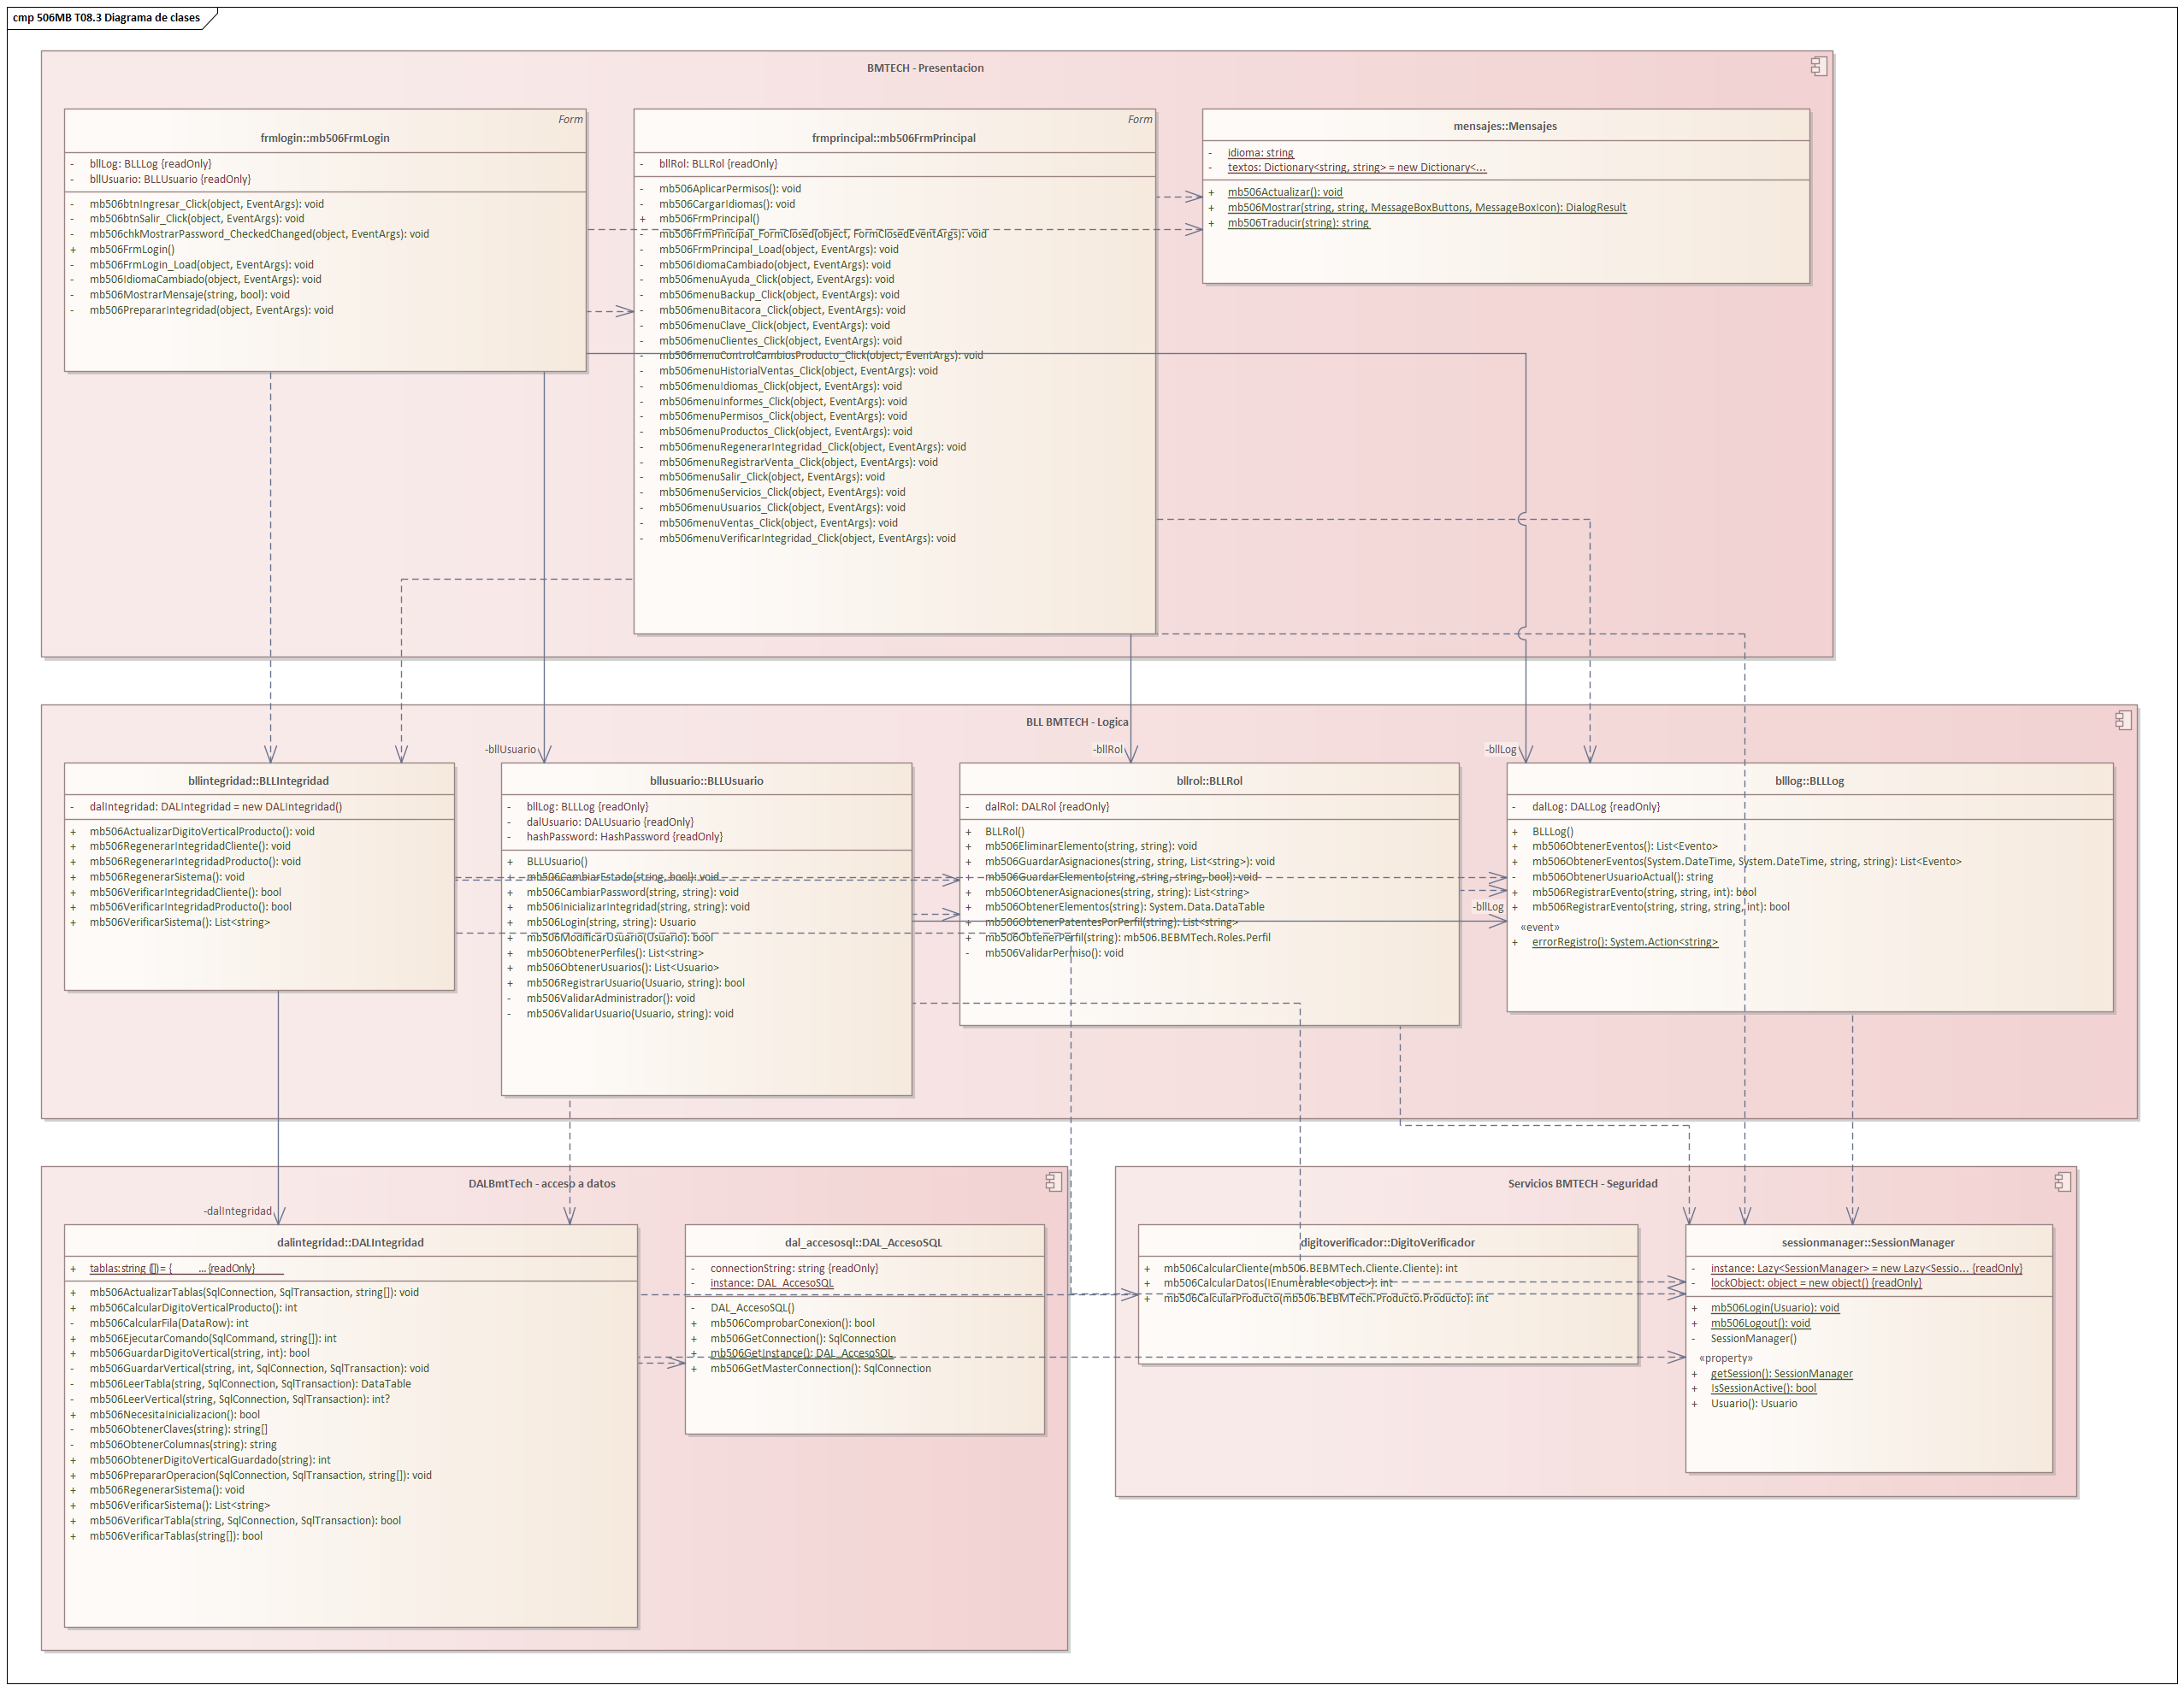 cmp 506MB T08.3 Diagrama de clases
BMTECH - Presentacion
Form
frmlogin::mb506FrmLogin
- bllLog: BLLLog {readOnly}
- bllUsuario: BLLUsuario {readOnly}
- mb506btnIngresar_Click(object, EventArgs): void
- mb506btnSalir_Click(object, EventArgs): void
- mb506chkMostrarPassword_CheckedChanged(object, EventArgs): void
+ mb506FrmLogin()
- mb506FrmLogin_Load(object, EventArgs): void
- mb506IdiomaCambiado(object, EventArgs): void
- mb506MostrarMensaje(string, bool): void
- mb506PrepararIntegridad(object, EventArgs): void
Form
frmprincipal::mb506FrmPrincipal
- bllRol: BLLRol {readOnly}
- mb506AplicarPermisos(): void
- mb506CargarIdiomas(): void
+ mb506FrmPrincipal()
- mb506FrmPrincipal_FormClosed(object, FormClosedEventArgs): void
- mb506FrmPrincipal_Load(object, EventArgs): void
- mb506IdiomaCambiado(object, EventArgs): void
- mb506menuAyuda_Click(object, EventArgs): void
- mb506menuBackup_Click(object, EventArgs): void
- mb506menuBitacora_Click(object, EventArgs): void
- mb506menuClave_Click(object, EventArgs): void
- mb506menuClientes_Click(object, EventArgs): void
- mb506menuControlCambiosProducto_Click(object, EventArgs): void
- mb506menuHistorialVentas_Click(object, EventArgs): void
- mb506menuIdiomas_Click(object, EventArgs): void
- mb506menuInformes_Click(object, EventArgs): void
- mb506menuPermisos_Click(object, EventArgs): void
- mb506menuProductos_Click(object, EventArgs): void
- mb506menuRegenerarIntegridad_Click(object, EventArgs): void
- mb506menuRegistrarVenta_Click(object, EventArgs): void
- mb506menuSalir_Click(object, EventArgs): void
- mb506menuServicios_Click(object, EventArgs): void
- mb506menuUsuarios_Click(object, EventArgs): void
- mb506menuVentas_Click(object, EventArgs): void
- mb506menuVerificarIntegridad_Click(object, EventArgs): void
mensajes::Mensajes
- idioma: string
- textos: Dictionary<string, string> = new Dictionary<...
+ mb506Actualizar(): void
+ mb506Mostrar(string, string, MessageBoxButtons, MessageBoxIcon): DialogResult
+ mb506Traducir(string): string
BLL BMTECH - Logica
-bllUsuario
-bllRol
-bllLog
bllintegridad::BLLIntegridad
- dalIntegridad: DALIntegridad = new DALIntegridad()
+ mb506ActualizarDigitoVerticalProducto(): void
+ mb506RegenerarIntegridadCliente(): void
+ mb506RegenerarIntegridadProducto(): void
+ mb506RegenerarSistema(): void
+ mb506VerificarIntegridadCliente(): bool
+ mb506VerificarIntegridadProducto(): bool
+ mb506VerificarSistema(): List<string>
bllusuario::BLLUsuario
- bllLog: BLLLog {readOnly}
- dalUsuario: DALUsuario {readOnly}
- hashPassword: HashPassword {readOnly}
+ BLLUsuario()
+ mb506CambiarEstado(string, bool): void
+ mb506CambiarPassword(string, string): void
+ mb506InicializarIntegridad(string, string): void
+ mb506Login(string, string): Usuario
+ mb506ModificarUsuario(Usuario): bool
+ mb506ObtenerPerfiles(): List<string>
+ mb506ObtenerUsuarios(): List<Usuario>
+ mb506RegistrarUsuario(Usuario, string): bool
- mb506ValidarAdministrador(): void
- mb506ValidarUsuario(Usuario, string): void
bllrol::BLLRol
- dalRol: DALRol {readOnly}
+ BLLRol()
+ mb506EliminarElemento(string, string): void
+ mb506GuardarAsignaciones(string, string, List<string>): void
+ mb506GuardarElemento(string, string, string, bool): void
+ mb506ObtenerAsignaciones(string, string): List<string>
+ mb506ObtenerElementos(string): System.Data.DataTable
+ mb506ObtenerPatentesPorPerfil(string): List<string>
+ mb506ObtenerPerfil(string): mb506.BEBMTech.Roles.Perfil
- mb506ValidarPermiso(): void
-bllLog
blllog::BLLLog
- dalLog: DALLog {readOnly}
+ BLLLog()
+ mb506ObtenerEventos(): List<Evento>
+ mb506ObtenerEventos(System.DateTime, System.DateTime, string, string): List<Evento>
- mb506ObtenerUsuarioActual(): string
+ mb506RegistrarEvento(string, string, int): bool
+ mb506RegistrarEvento(string, string, string, int): bool
«event»
+ errorRegistro(): System.Action<string>
DALBmtTech - acceso a datos
-dalIntegridad
dalintegridad::DALIntegridad
+ tablas:string ([])= { ... {readOnly}
+ mb506ActualizarTablas(SqlConnection, SqlTransaction, string[]): void
+ mb506CalcularDigitoVerticalProducto(): int
- mb506CalcularFila(DataRow): int
+ mb506EjecutarComando(SqlCommand, string[]): int
+ mb506GuardarDigitoVertical(string, int): bool
- mb506GuardarVertical(string, int, SqlConnection, SqlTransaction): void
- mb506LeerTabla(string, SqlConnection, SqlTransaction): DataTable
- mb506LeerVertical(string, SqlConnection, SqlTransaction): int?
+ mb506NecesitaInicializacion(): bool
- mb506ObtenerClaves(string): string[]
- mb506ObtenerColumnas(string): string
+ mb506ObtenerDigitoVerticalGuardado(string): int
+ mb506PrepararOperacion(SqlConnection, SqlTransaction, string[]): void
+ mb506RegenerarSistema(): void
+ mb506VerificarSistema(): List<string>
+ mb506VerificarTabla(string, SqlConnection, SqlTransaction): bool
+ mb506VerificarTablas(string[]): bool
dal_accesosql::DAL_AccesoSQL
- connectionString: string {readOnly}
- instance: DAL_AccesoSQL
- DAL_AccesoSQL()
+ mb506ComprobarConexion(): bool
+ mb506GetConnection(): SqlConnection
+ mb506GetInstance(): DAL_AccesoSQL
+ mb506GetMasterConnection(): SqlConnection
Servicios BMTECH - Seguridad
digitoverificador::DigitoVerificador
+ mb506CalcularCliente(mb506.BEBMTech.Cliente.Cliente): int
+ mb506CalcularDatos(IEnumerable<object>): int
+ mb506CalcularProducto(mb506.BEBMTech.Producto.Producto): int
sessionmanager::SessionManager
- instance: Lazy<SessionManager> = new Lazy<Sessio... {readOnly}
- lockObject: object = new object() {readOnly}
+ mb506Login(Usuario): void
+ mb506Logout(): void
- SessionManager()
«property»
+ getSession(): SessionManager
+ IsSessionActive(): bool
+ Usuario(): Usuario